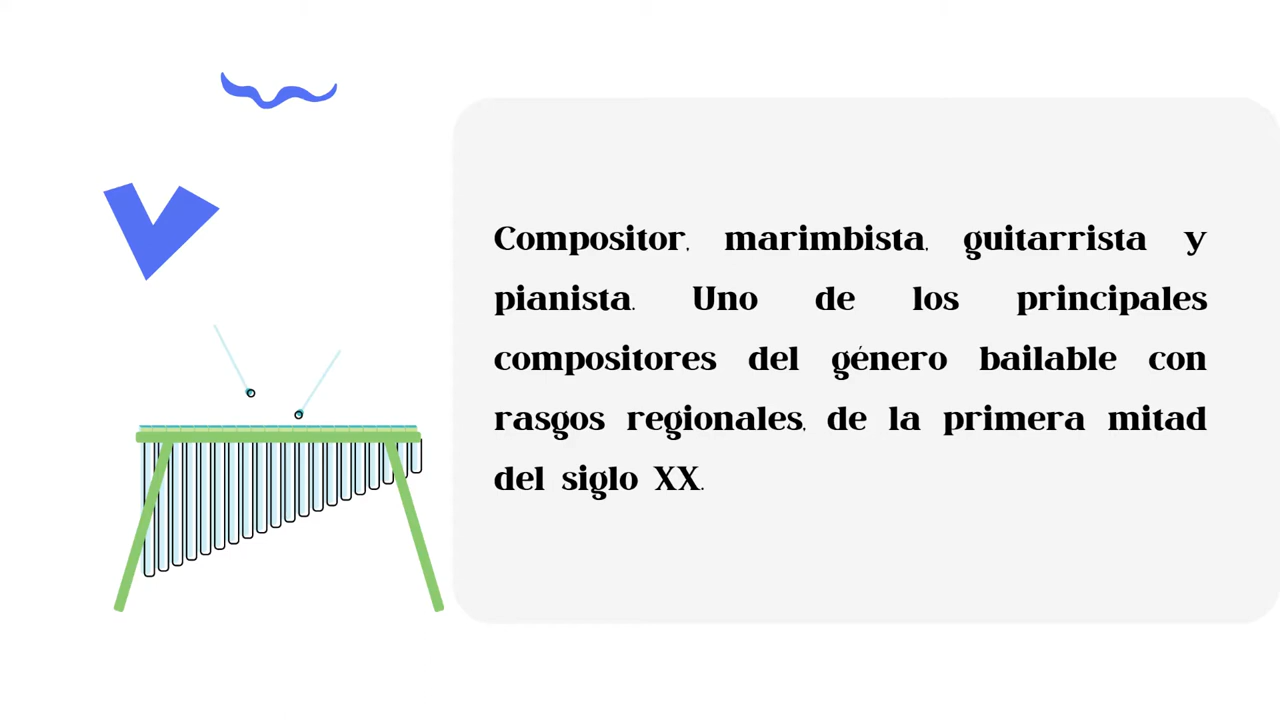 Compositor, marimbista, guitarrista y
pianista. Uno de los principales
compositores del género bailable con
rasgos regionales, de la primera mitad
del siglo XX.